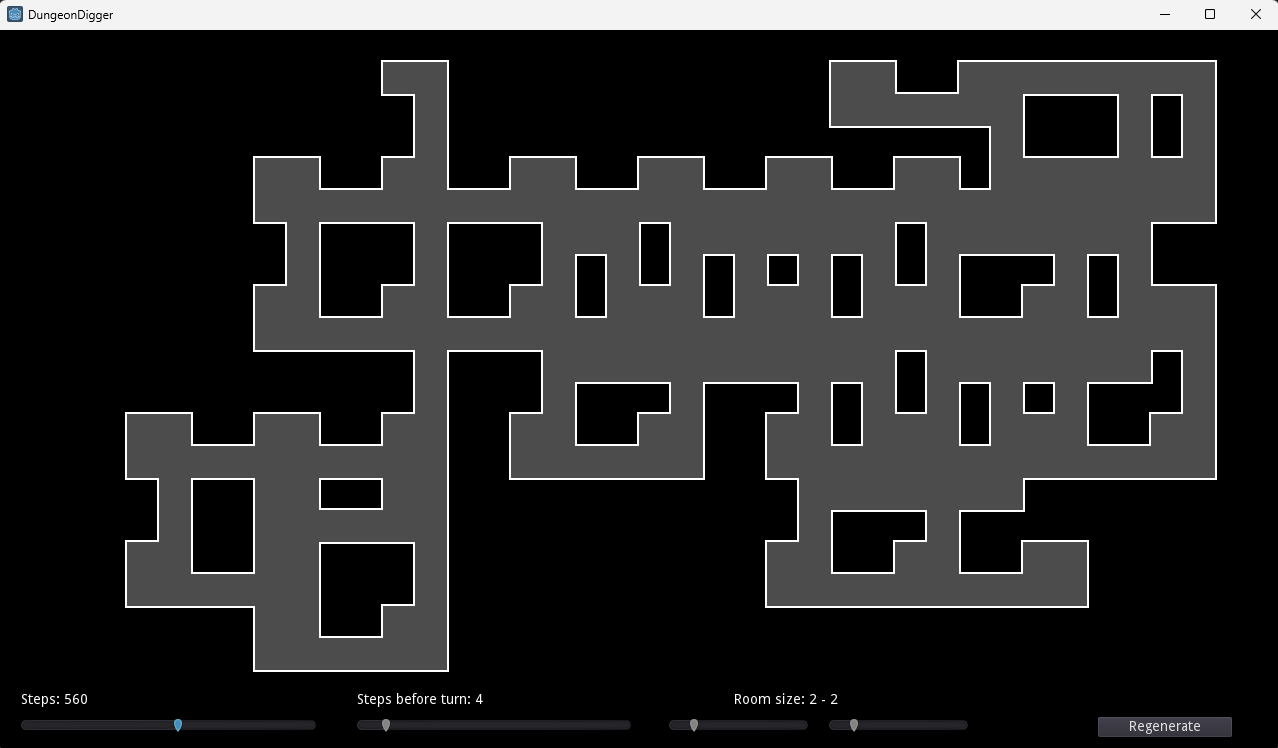 DungeonDigger
Steps: 560
Steps before turn: 4
Room size: 2 - 2
Regenerate